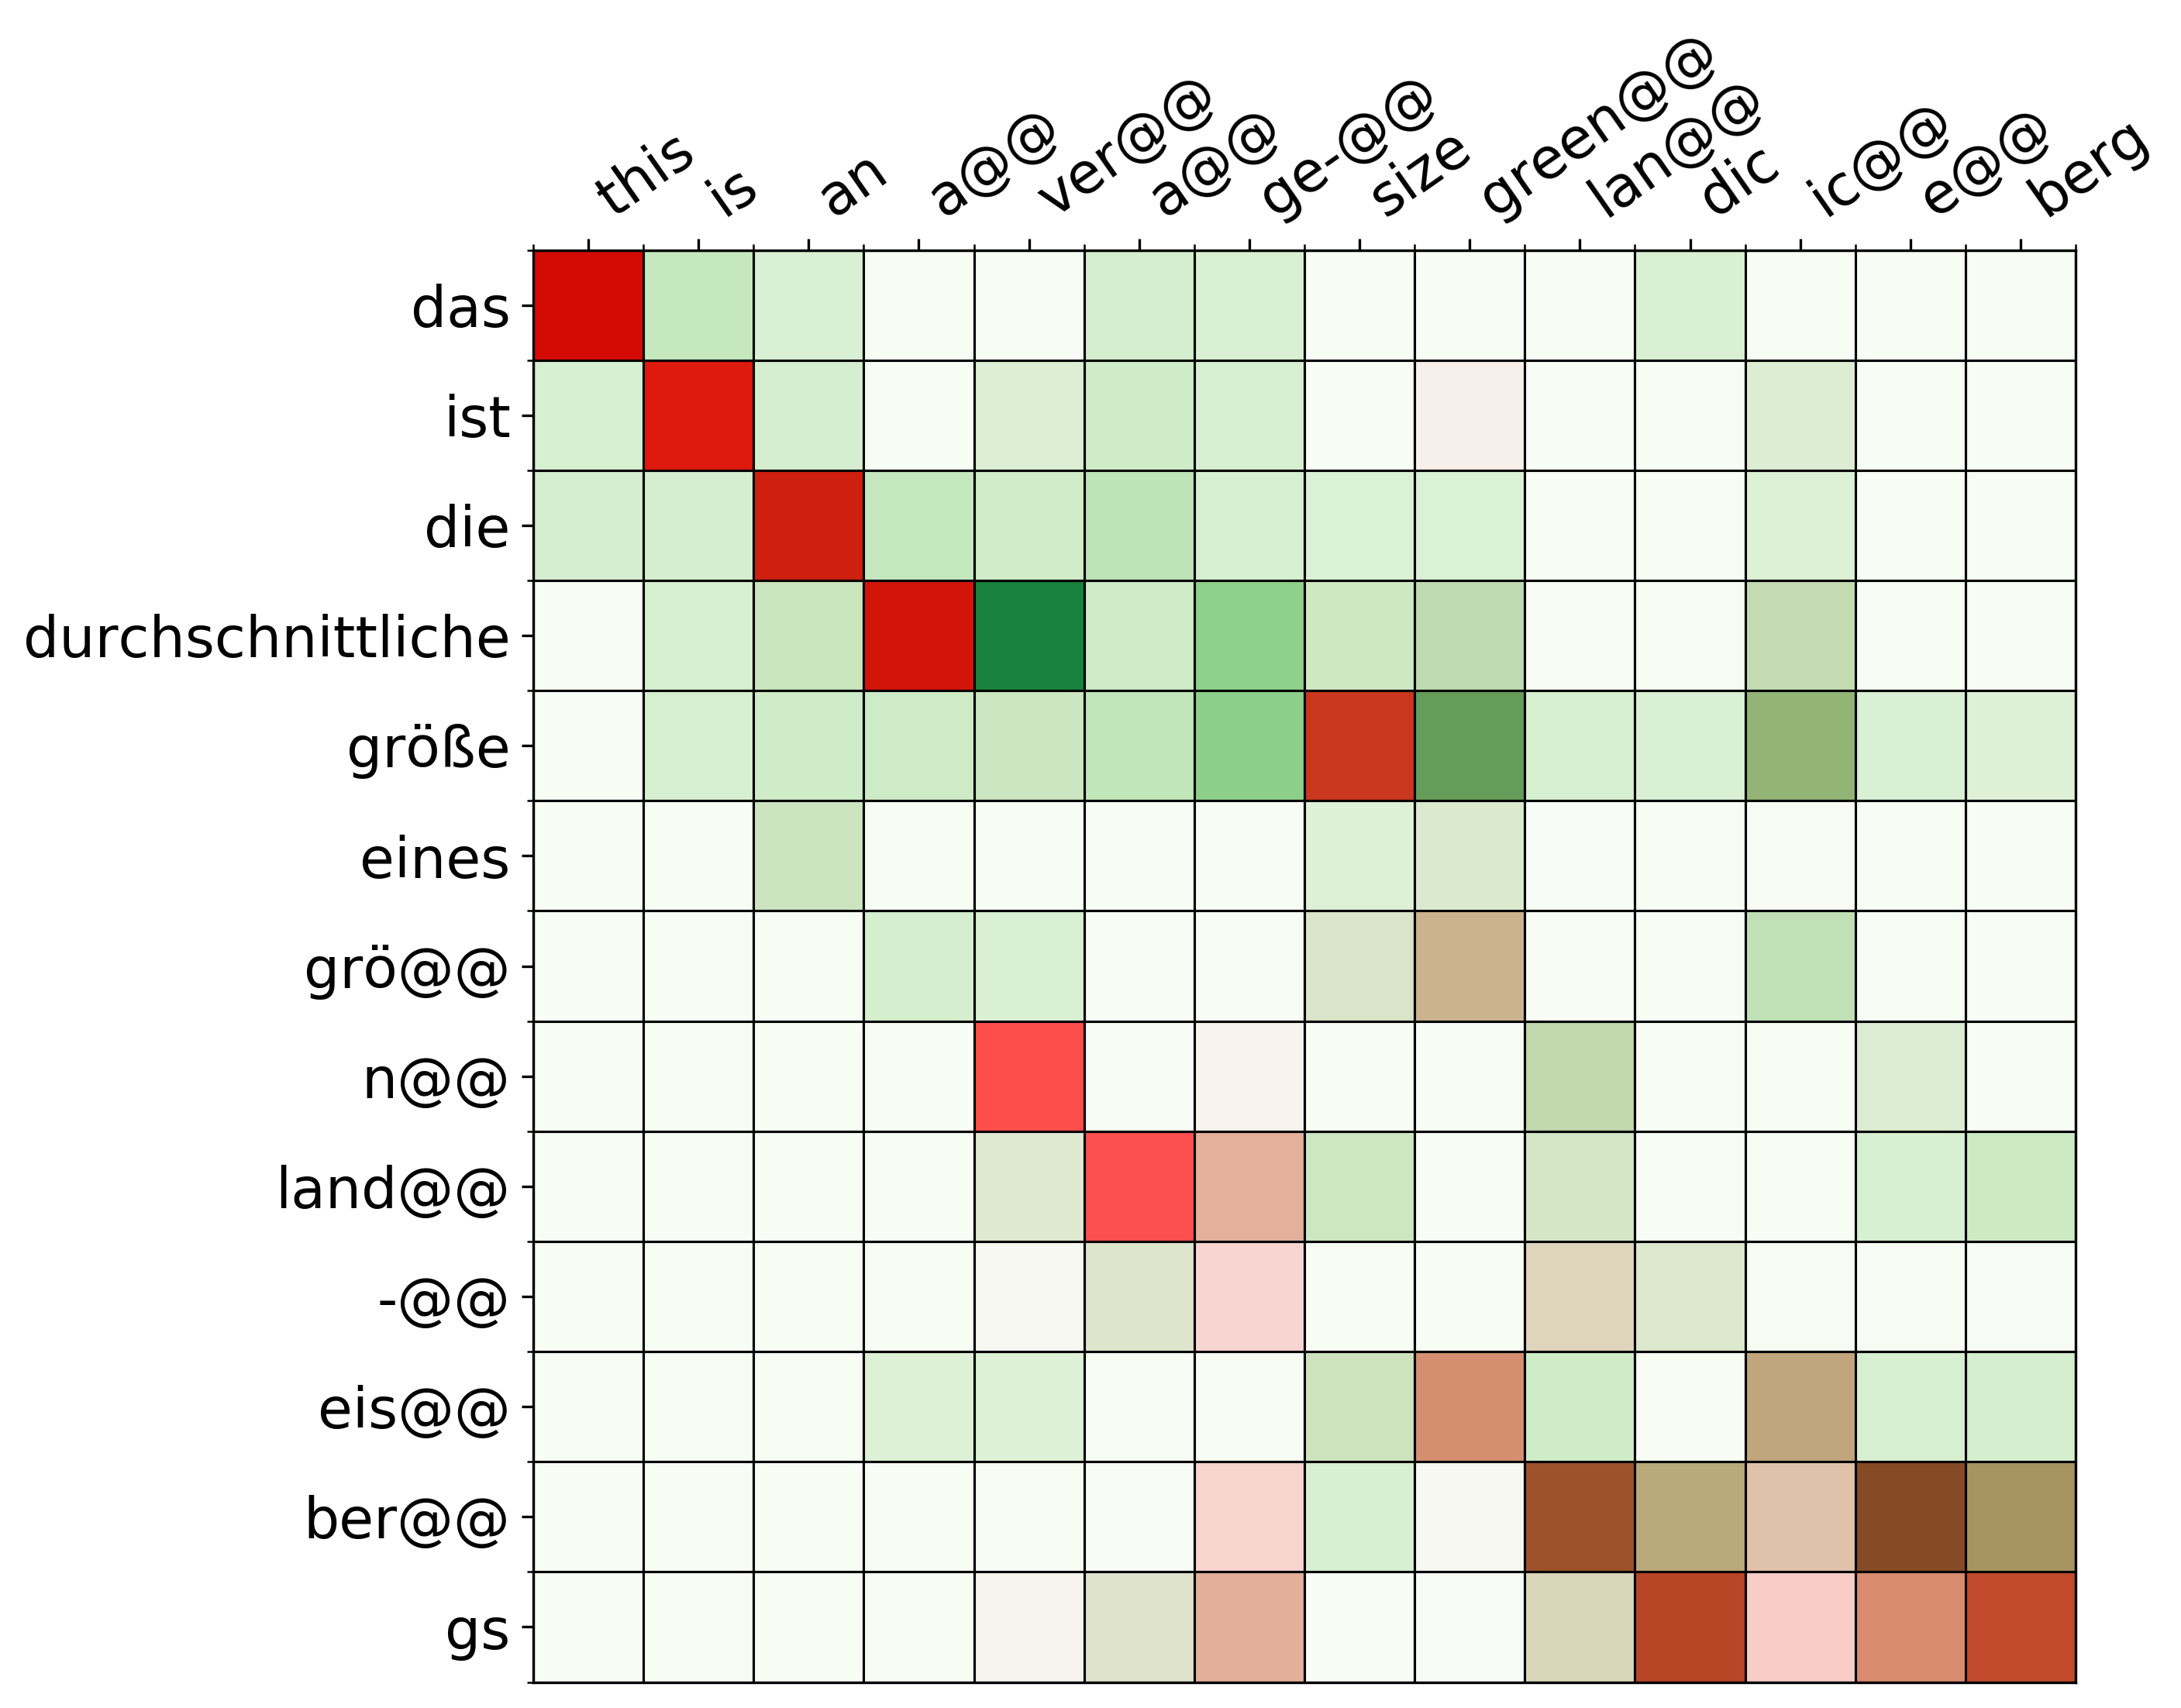 this is an a@@ ver@@ a@@ ge-@@ size green@@ lan@@ dic ic@@ e@@ berg
das
ist
die
durchschnittliche
größe
eines
grö@@
n@@
land@@
-@@
eis@@
ber@@
gs